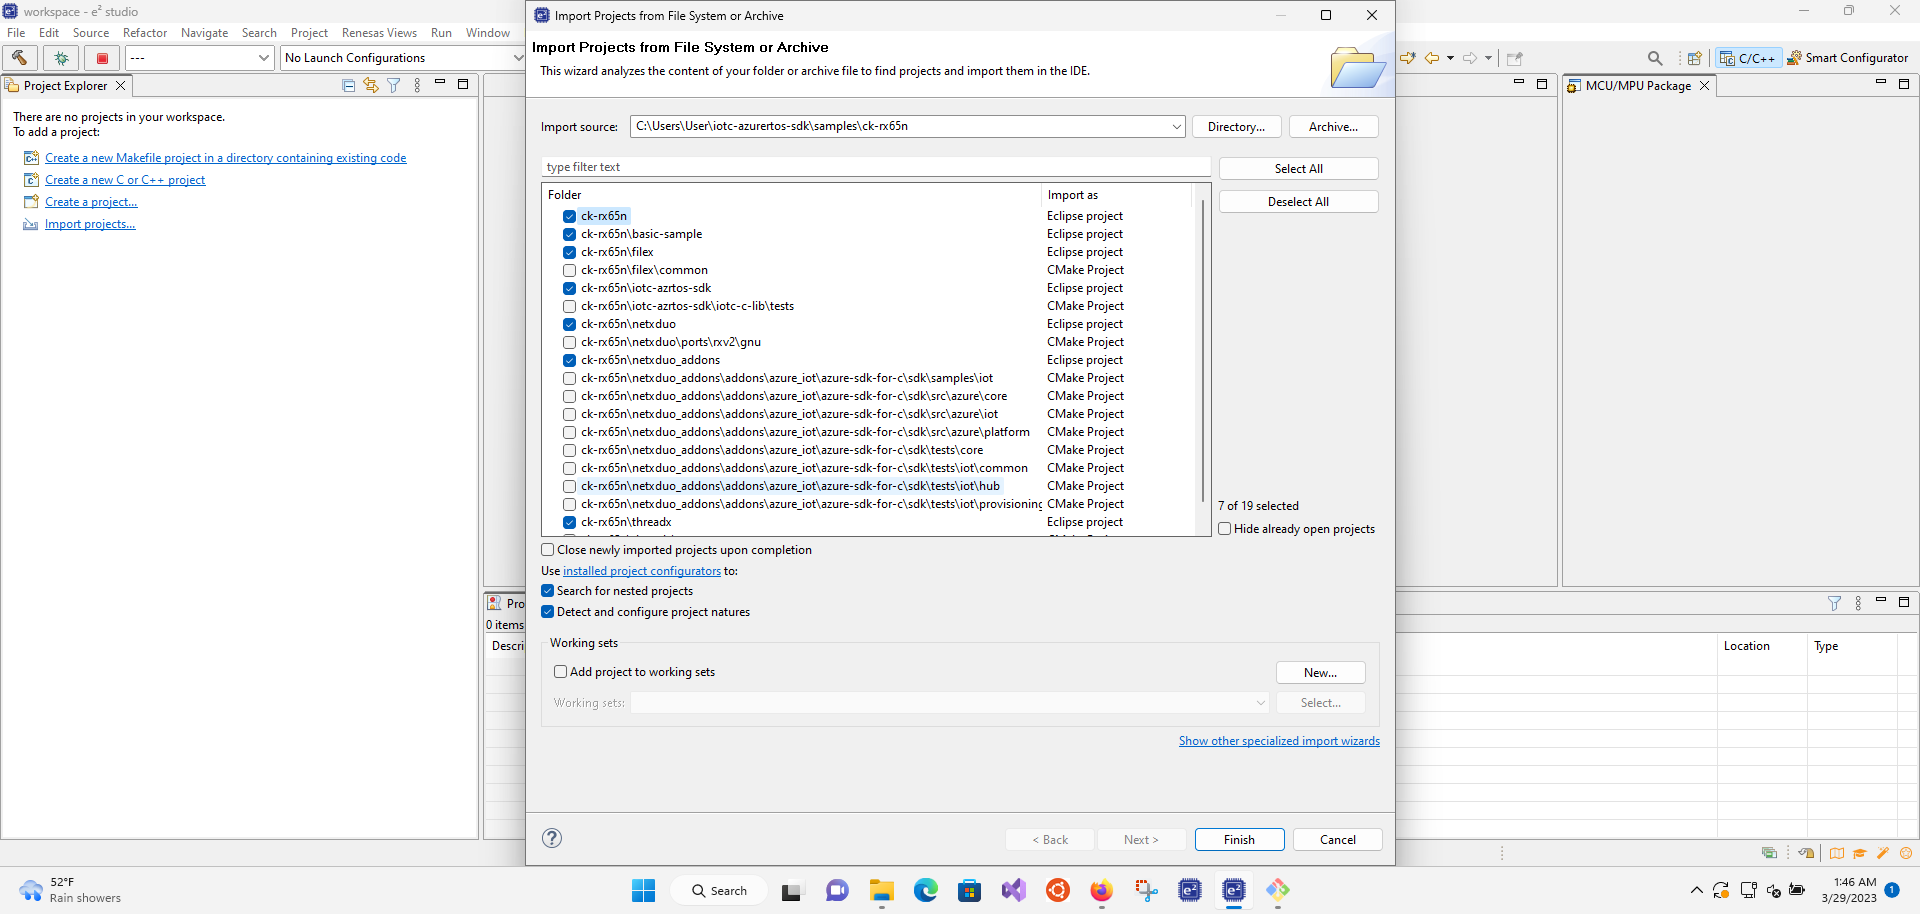 workspace - e² studio
File Edit Source Refactor Navigate Search Project Renesas Views Run Window
---
No Launch Configurations
C/C++
Smart Configurator
Project Explorer
There are no projects in your workspace.
To add a project:
Create a new Makefile project in a directory containing existing code
Create a new C or C++ project
Create a project...
Import projects...
Import Projects from File System or Archive
Import Projects from File System or Archive
This wizard analyzes the content of your folder or archive file to find projects and import them in the IDE.
Import source: C:\Users\User\iotc-azurertos-sdk\samples\ck-rx65n Directory... Archive...
type filter text
Select All
Deselect All
Folder Import as
ck-rx65n Eclipse project
ck-rx65n\basic-sample Eclipse project
ck-rx65n\filex Eclipse project
ck-rx65n\filex\common CMake Project
ck-rx65n\iotc-azrtos-sdk Eclipse project
ck-rx65n\iotc-azrtos-sdk\iotc-c-lib\tests CMake Project
ck-rx65n\netxduo Eclipse project
ck-rx65n\netxduo\ports\rxv2\gnu CMake Project
ck-rx65n\netxduo_addons Eclipse project
ck-rx65n\netxduo_addons\addons\azure_iot\azure-sdk-for-c\sdk\samples\iot CMake Project
ck-rx65n\netxduo_addons\addons\azure_iot\azure-sdk-for-c\sdk\src\azure\core CMake Project
ck-rx65n\netxduo_addons\addons\azure_iot\azure-sdk-for-c\sdk\src\azure\iot CMake Project
ck-rx65n\netxduo_addons\addons\azure_iot\azure-sdk-for-c\sdk\src\azure\platform CMake Project
ck-rx65n\netxduo_addons\addons\azure_iot\azure-sdk-for-c\sdk\tests\core CMake Project
ck-rx65n\netxduo_addons\addons\azure_iot\azure-sdk-for-c\sdk\tests\iot\common CMake Project
ck-rx65n\netxduo_addons\addons\azure_iot\azure-sdk-for-c\sdk\tests\iot\hub CMake Project
ck-rx65n\netxduo_addons\addons\azure_iot\azure-sdk-for-c\sdk\tests\iot\provisioning CMake Project
ck-rx65n\threadx Eclipse project
7 of 19 selected
Hide already open projects
Close newly imported projects upon completion
Use installed project configurators to:
Search for nested projects
Detect and configure project natures
Working sets
Add project to working sets New...
Working sets: Select...
Show other specialized import wizards
< Back Next > Finish Cancel
MCU/MPU Package
Pro
0 items
Descri
Location Type
52°F
Rain showers
Search
1:46 AM
3/29/2023
1